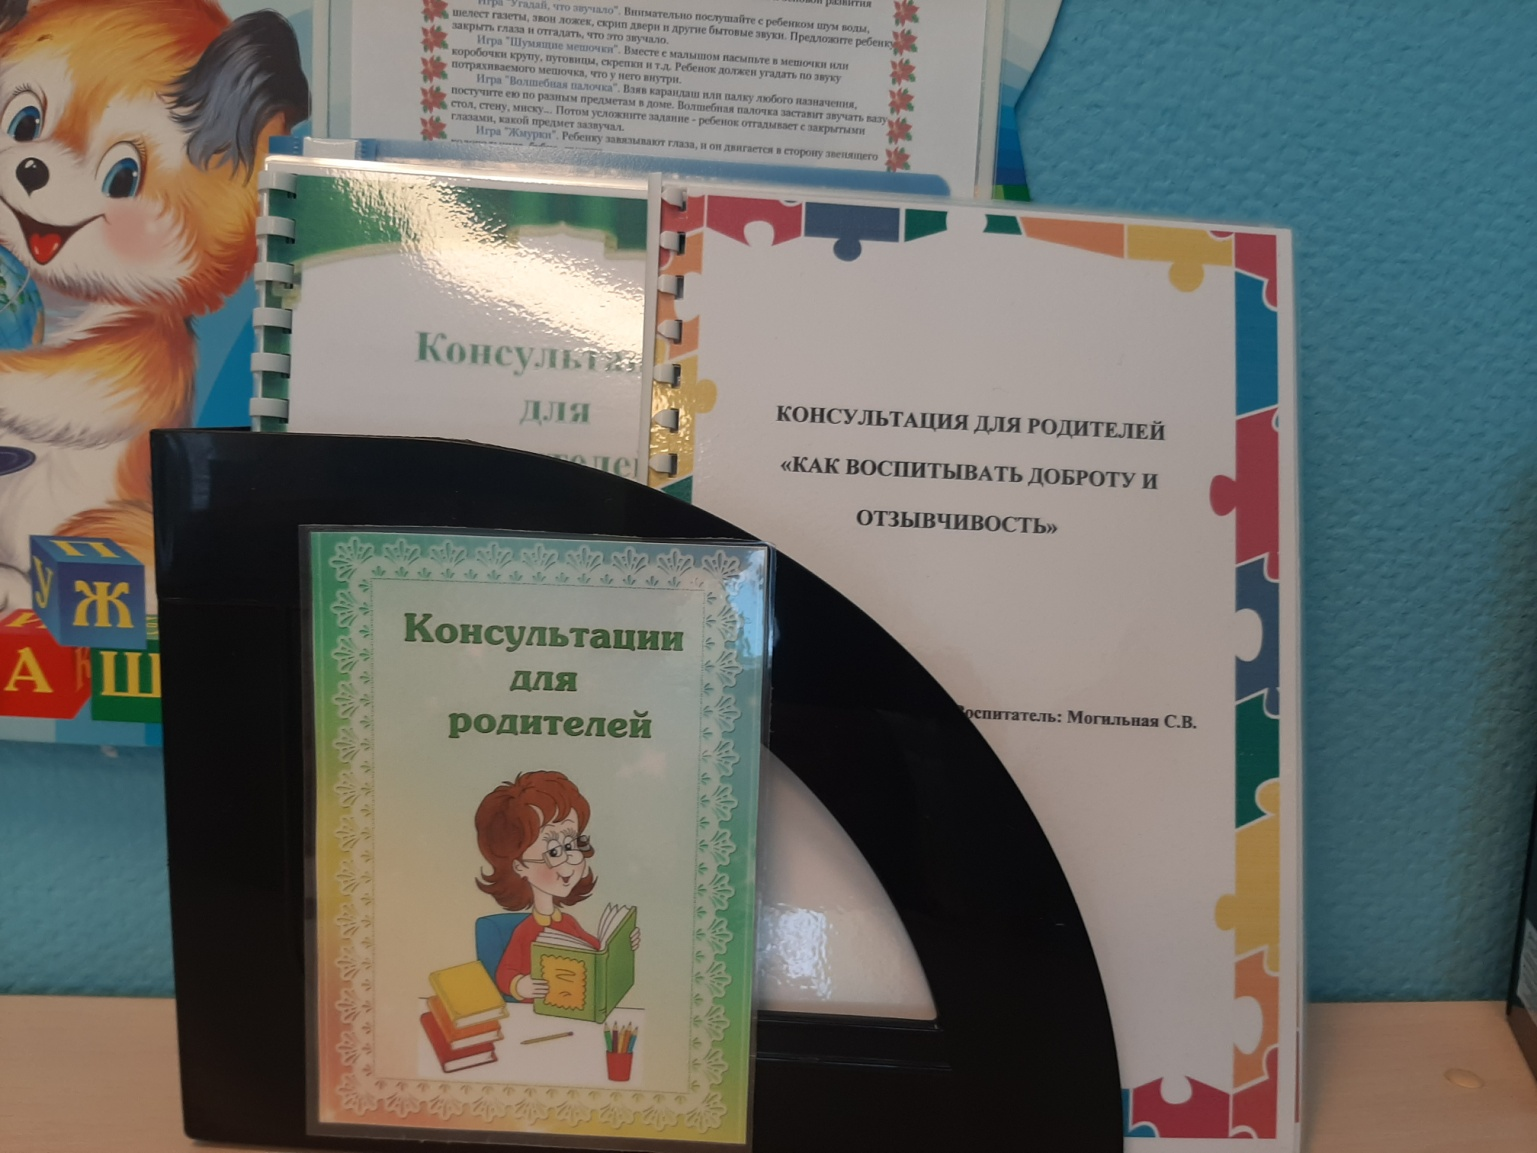 Игра "Угадай, что звучало". Внимательно послушайте с ребенком шум воды,
шелест газеты, звон ложек, скрип двери и другие бытовые звуки. Предложите ребенку
закрыть глаза и отгадать, что это звучало.
Игра "Шумящие мешочки". Вместе с малышом насыпьте в мешочки или
коробочки крупу, пуговицы, скрепки и т.д. Ребенок должен угадать по звуку
потряхиваемого мешочка, что у него внутри.
Игра "Волшебная палочка". Взяв карандаш или палку любого назначения,
постучите ею по разным предметам в доме. Волшебная палочка заставит звучать вазу,
стол, стену, миску... Потом усложните задание - ребенок отгадывает с закрытыми
глазами, какой предмет зазвучал.
Игра "Жмурки". Ребенку завязывают глаза, и он двигается в сторону звенящего
для
КОНСУЛЬТАЦИЯ ДЛЯ РОДИТЕЛЕЙ
«КАК ВОСПИТЫВАТЬ ДОБРОТУ И
ОТЗЫВЧИВОСТЬ»
Воспитатель: Могильная С.В.
Консультации
для
родителей
У П
Ж
А К Ш